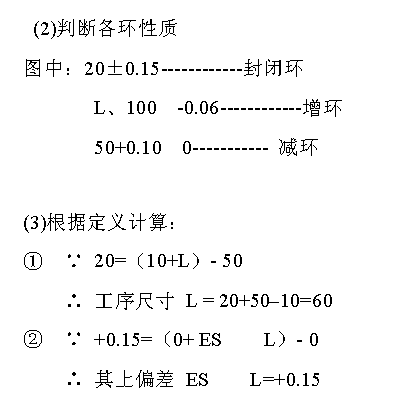 (2)判断各环性质
图中：20±0.15------------封闭环
L、100 -0.06------------增环
50+0.10 0----------- 减环
(3)根据定义计算：
① ∵ 20=（10+L）- 50
∴ 工序尺寸 L = 20+50–10=60
② ∵ +0.15=（0+ ES L）- 0
∴ 其上偏差 ES L=+0.15